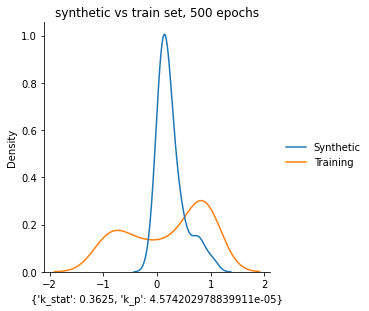 synthetic vs train set, 500 epochs
1.0
0.8
0.6
0.4
0.2
0.0
Density
−2
−1
0
1
2
{'k_stat': 0.3625, 'k_p': 4.574202978839911e-05}
Synthetic
Training